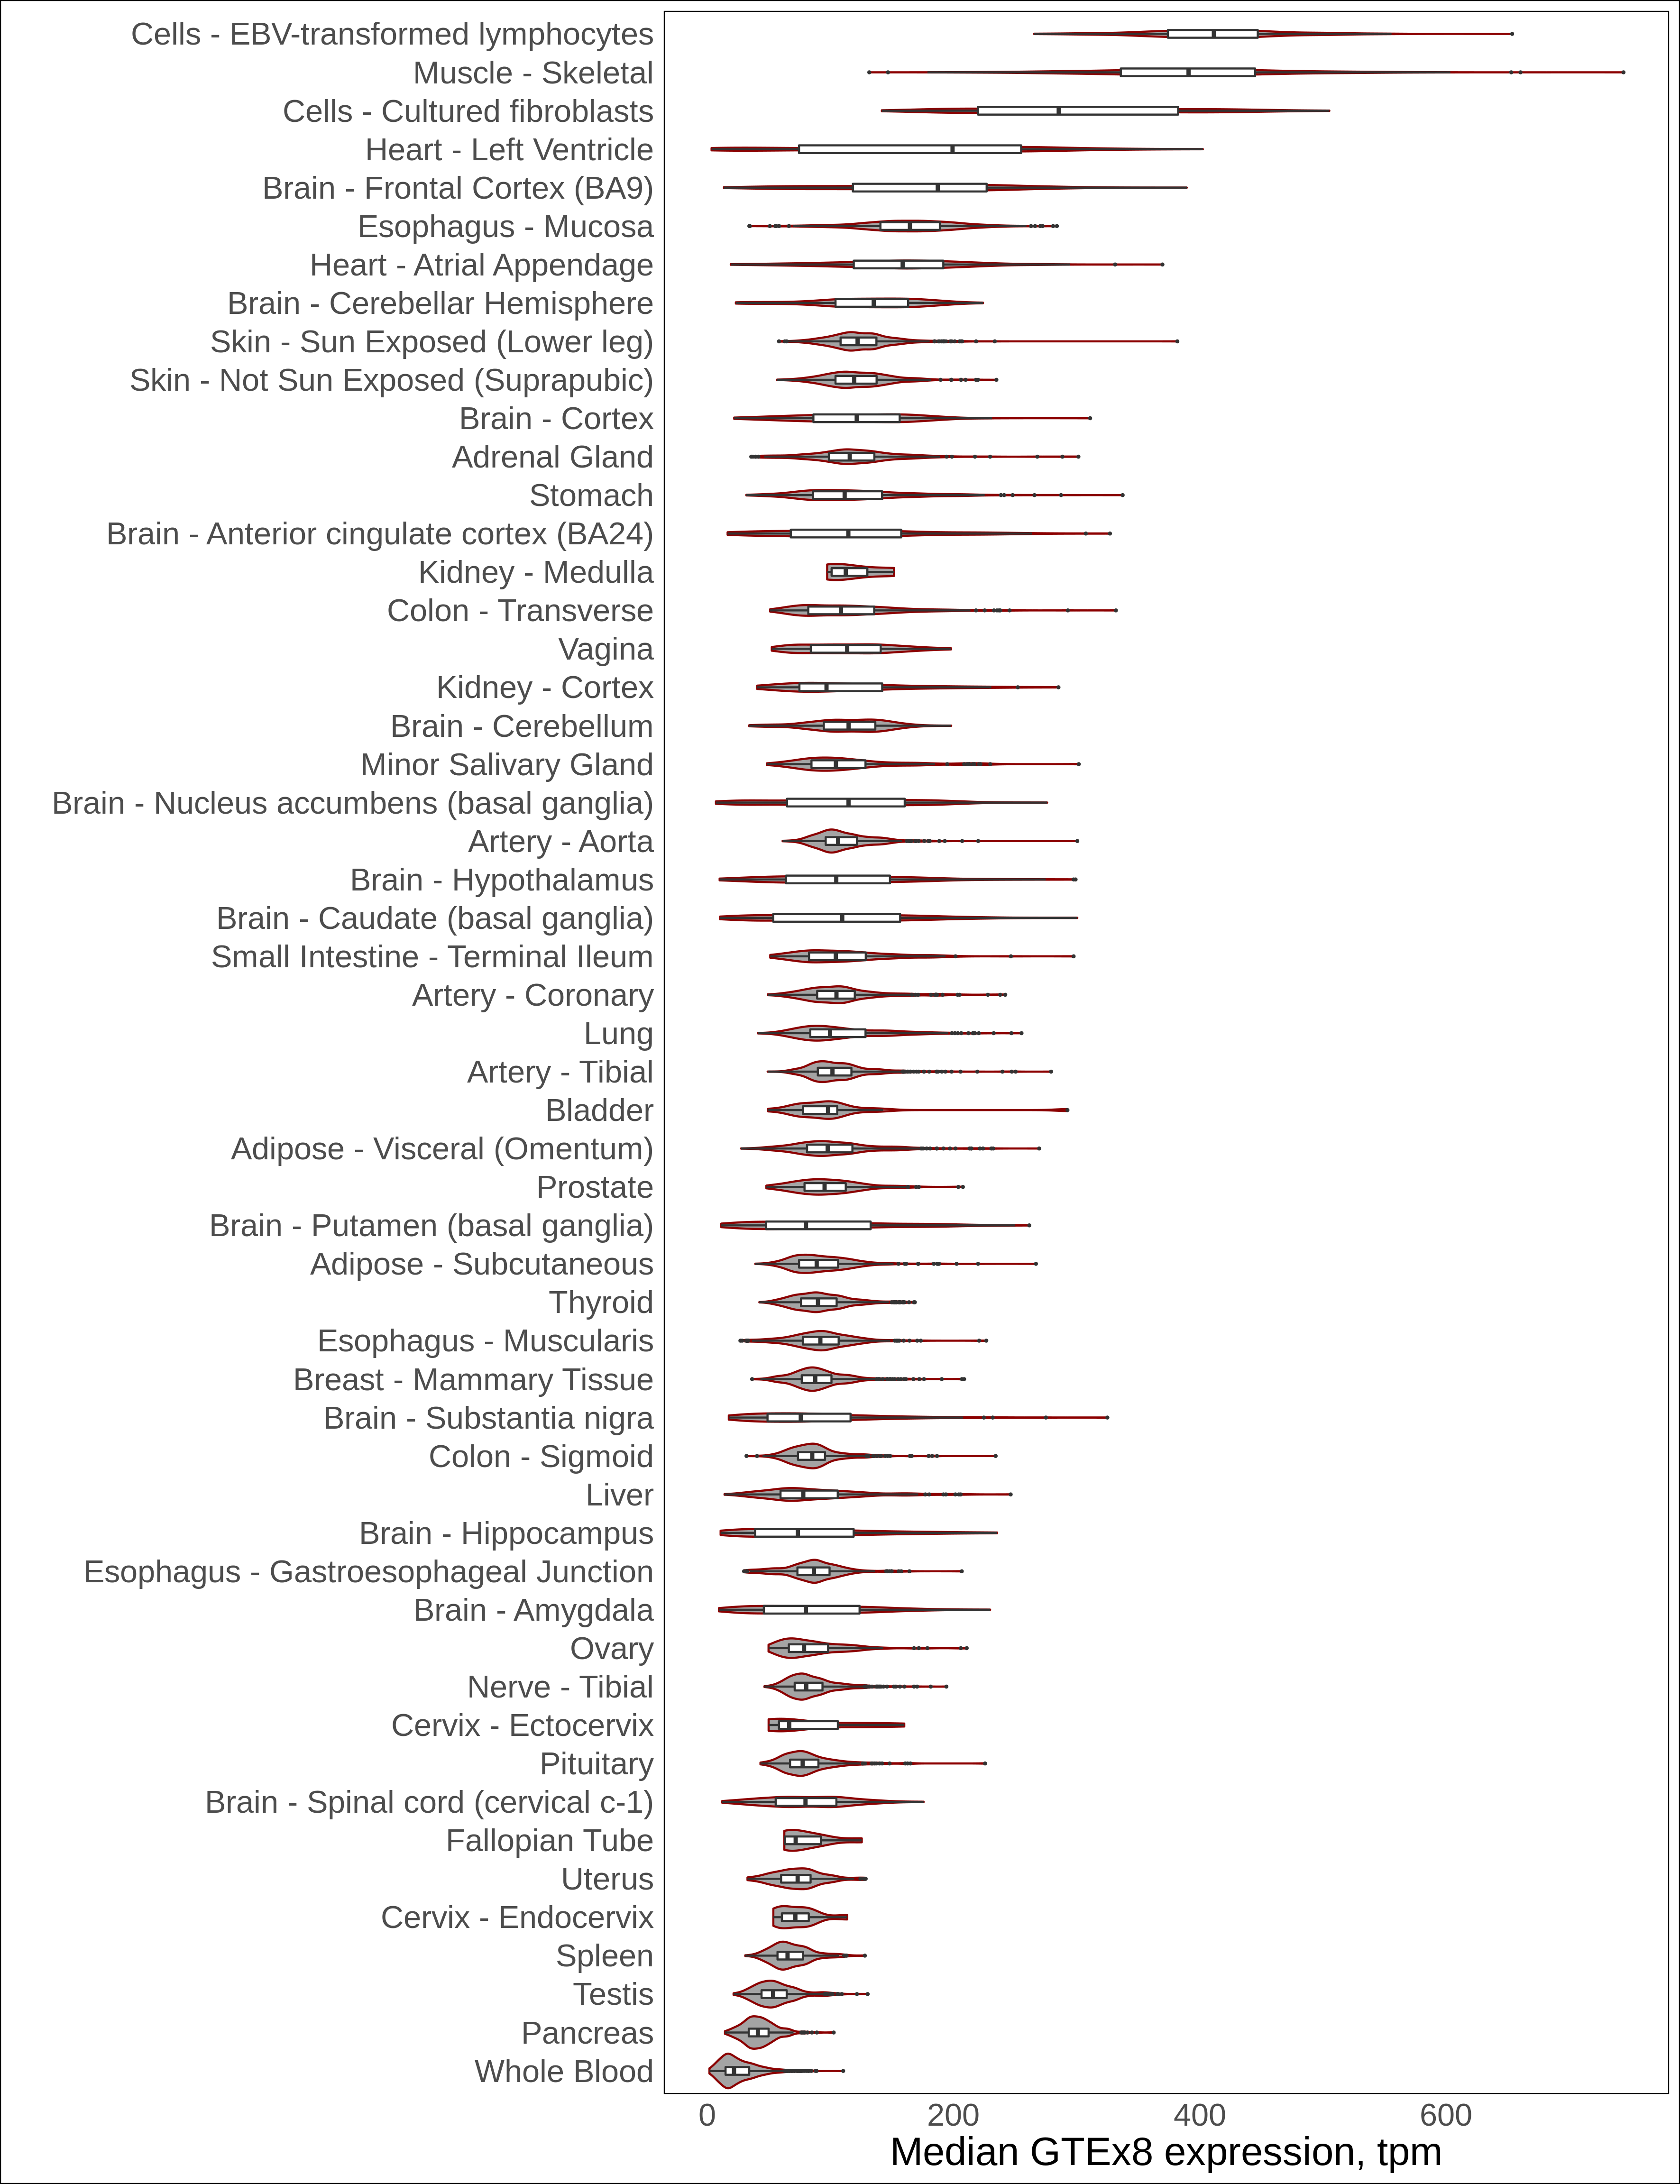 Cells - EBV-transformed lymphocytes
Muscle - Skeletal
Cells - Cultured fibroblasts
Heart - Left Ventricle
Brain - Frontal Cortex (BA9)
Esophagus - Mucosa
Heart - Atrial Appendage
Brain - Cerebellar Hemisphere
Skin - Sun Exposed (Lower leg)
Skin - Not Sun Exposed (Suprapubic)
Brain - Cortex
Adrenal Gland
Stomach
Brain - Anterior cingulate cortex (BA24)
Kidney - Medulla
Colon - Transverse
Vagina
Kidney - Cortex
Brain - Cerebellum
Minor Salivary Gland
Brain - Nucleus accumbens (basal ganglia)
Artery - Aorta
Brain - Hypothalamus
Brain - Caudate (basal ganglia)
Small Intestine - Terminal Ileum
Artery - Coronary
Lung
Artery - Tibial
Bladder
Adipose - Visceral (Omentum)
Prostate
Brain - Putamen (basal ganglia)
Adipose - Subcutaneous
Thyroid
Esophagus - Muscularis
Breast - Mammary Tissue
Brain - Substantia nigra
Colon - Sigmoid
Liver
Brain - Hippocampus
Esophagus - Gastroesophageal Junction
Brain - Amygdala
Ovary
Nerve - Tibial
Cervix - Ectocervix
Pituitary
Brain - Spinal cord (cervical c-1)
Fallopian Tube
Uterus
Cervix - Endocervix
Spleen
Testis
Pancreas
Whole Blood
0 200 400 600
Median GTEx8 expression, tpm